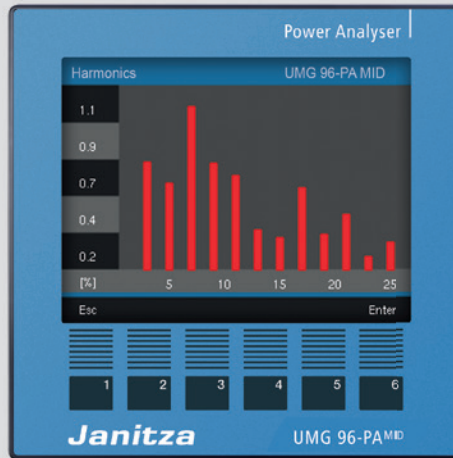 Power Analyser
Harmonics UMG 96-PA MID
1.1
0.9
0.7
0.4
0.2
[%] 5 10 15 20 25
Esc Enter
1 2 3 4 5 6
Janitza UMG 96-PAMID